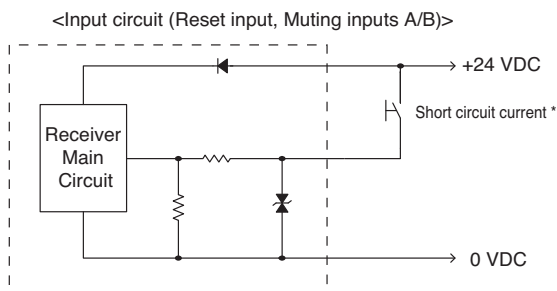 <Input circuit (Reset input, Muting inputs A/B)>
+24 VDC
Short circuit current *
Receiver
Main
Circuit
0 VDC